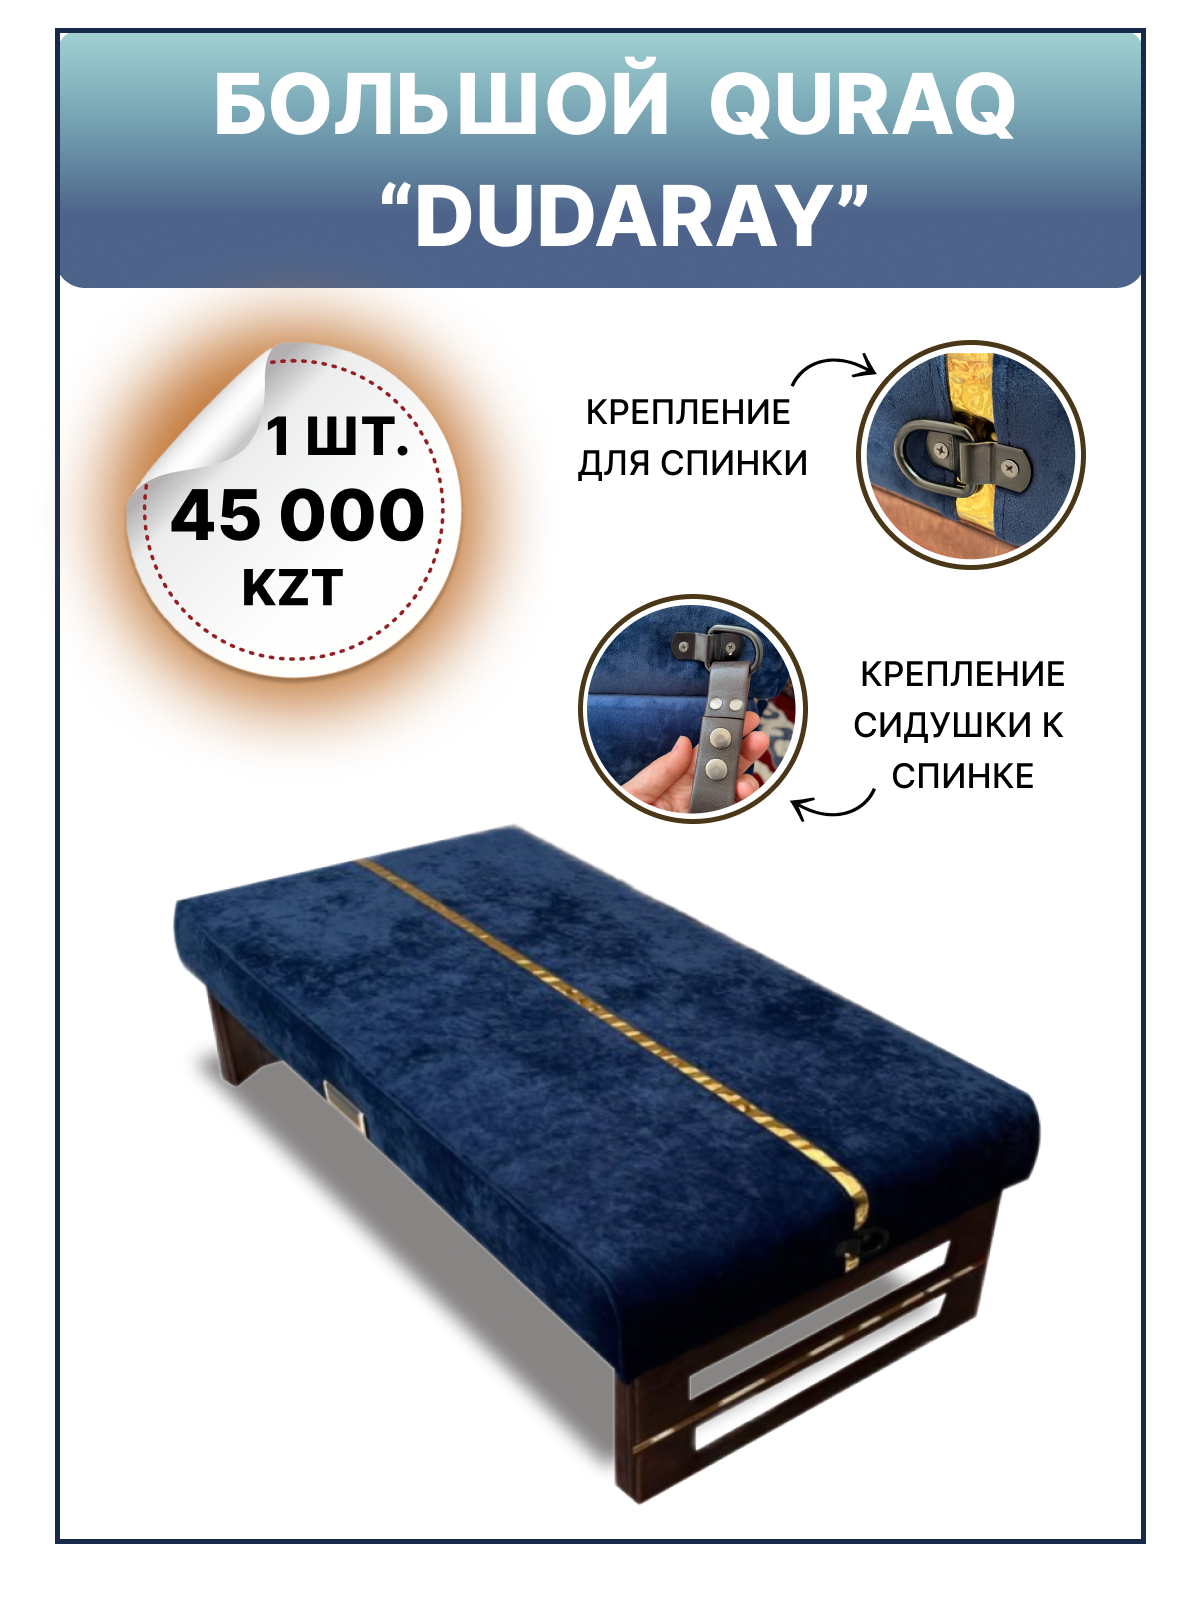 БОЛЬШОЙ QURAQ
“DUDARAY”
1 ШТ.
45 000
KZT
КРЕПЛЕНИЕ
ДЛЯ СПИНКИ
КРЕПЛЕНИЕ
СИДУШКИ К
СПИНКЕ